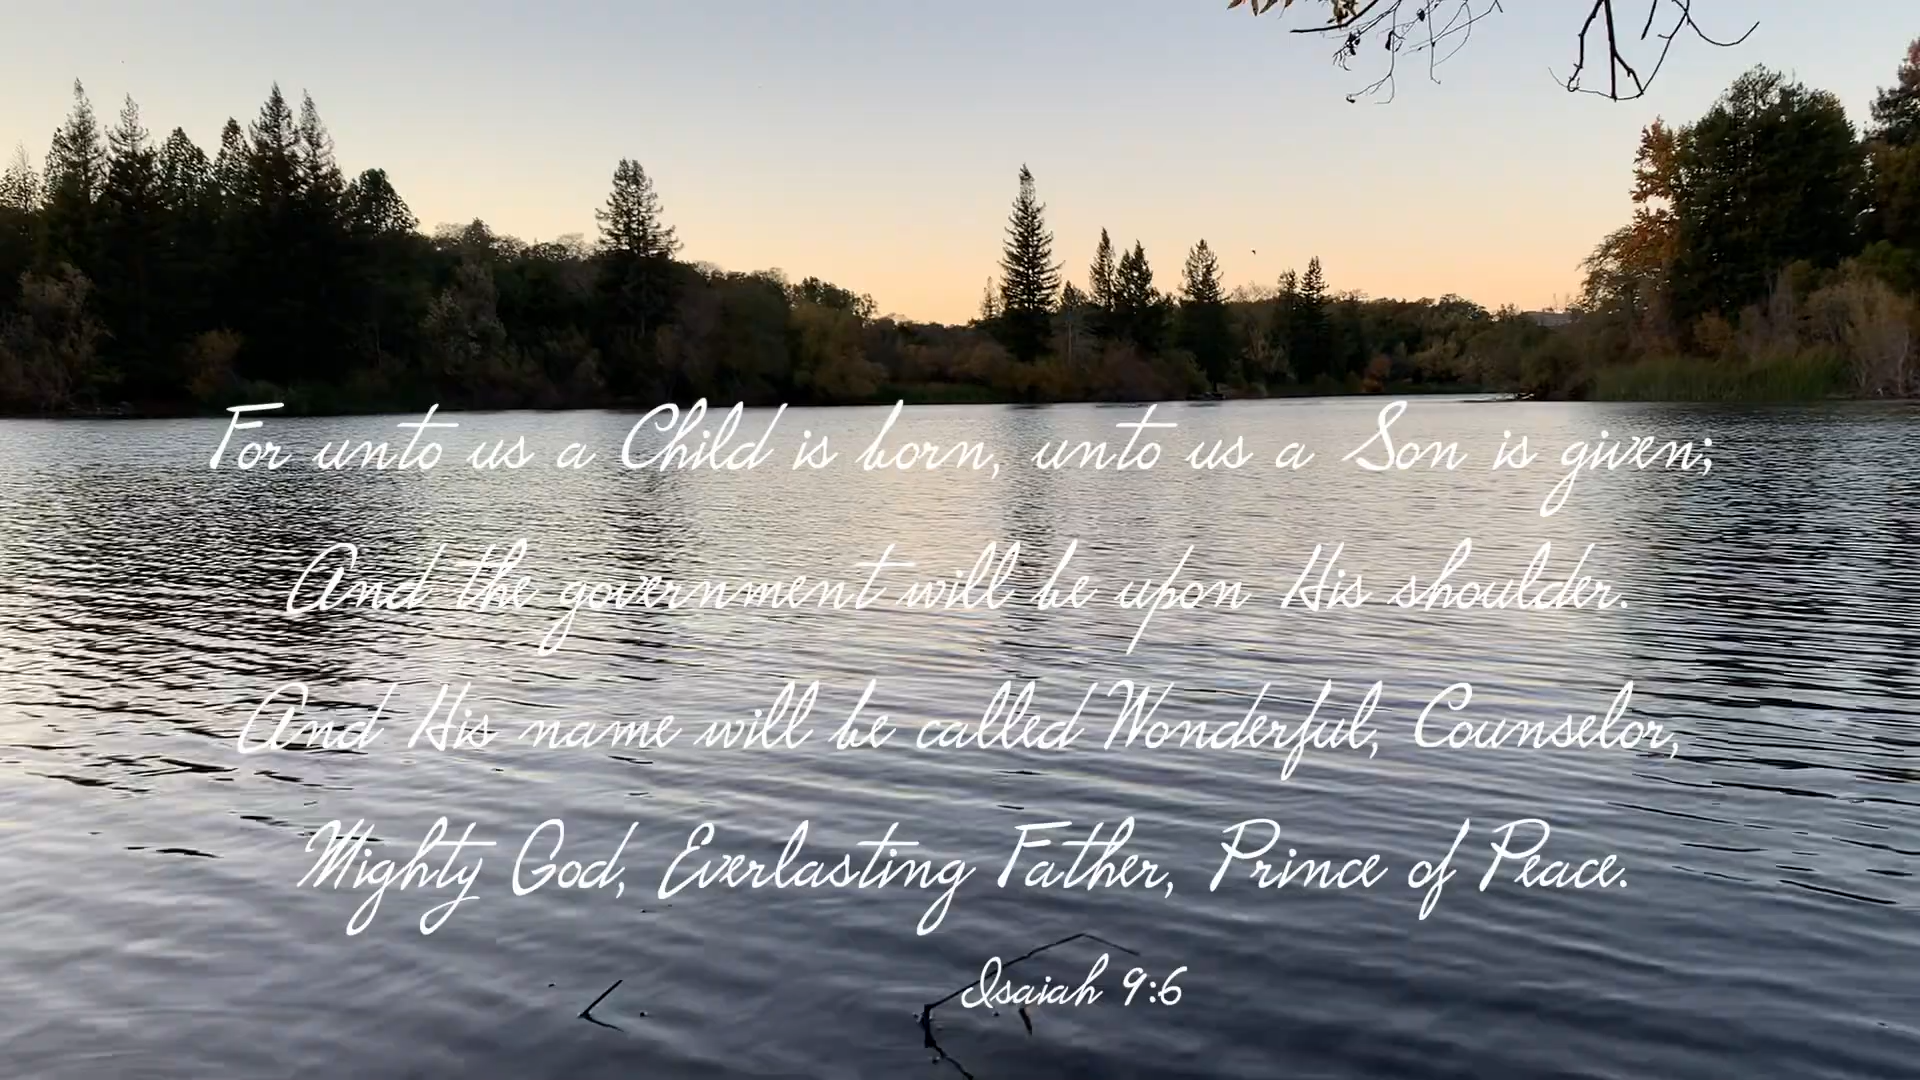 For unto us a Child is born, unto us a Son is given;
And the government will be upon His shoulder.
And His name will be called Wonderful, Counselor,
Mighty God, Everlasting Father, Prince of Peace.
Isaiah 9:6